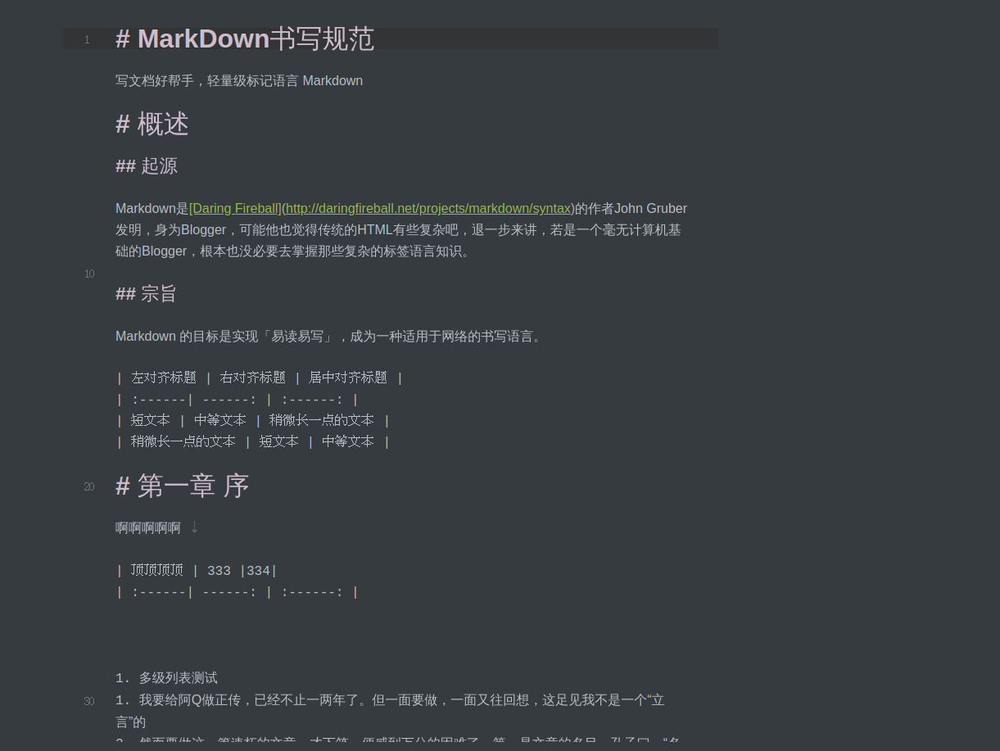 1
# MarkDown书写规范
写文档好帮手，轻量级标记语言 Markdown
# 概述
## 起源
Markdown是[Daring Fireball](http://daringfireball.net/projects/markdown/syntax)的作者John Gruber
发明，身为Blogger，可能他也觉得传统的HTML有些复杂吧，退一步来讲，若是一个毫无计算机基
础的Blogger，根本也没必要去掌握那些复杂的标签语言知识。
10
## 宗旨
Markdown 的目标是实现「易读易写」，成为一种适用于网络的书写语言。
| 左对齐标题 | 右对齐标题 | 居中对齐标题 |
| :------| ------: | :------: |
| 短文本 | 中等文本 | 稍微长一点的文本 |
| 稍微长一点的文本 | 短文本 | 中等文本 |
20
# 第一章 序
啊啊啊啊啊 ↓
| 顶顶顶顶 | 333 |334|
| :------| ------: | :------: |
1. 多级列表测试
30
1. 我要给阿Q做正传，已经不止一两年了。但一面要做，一面又往回想，这足见我不是一个“立
言”的